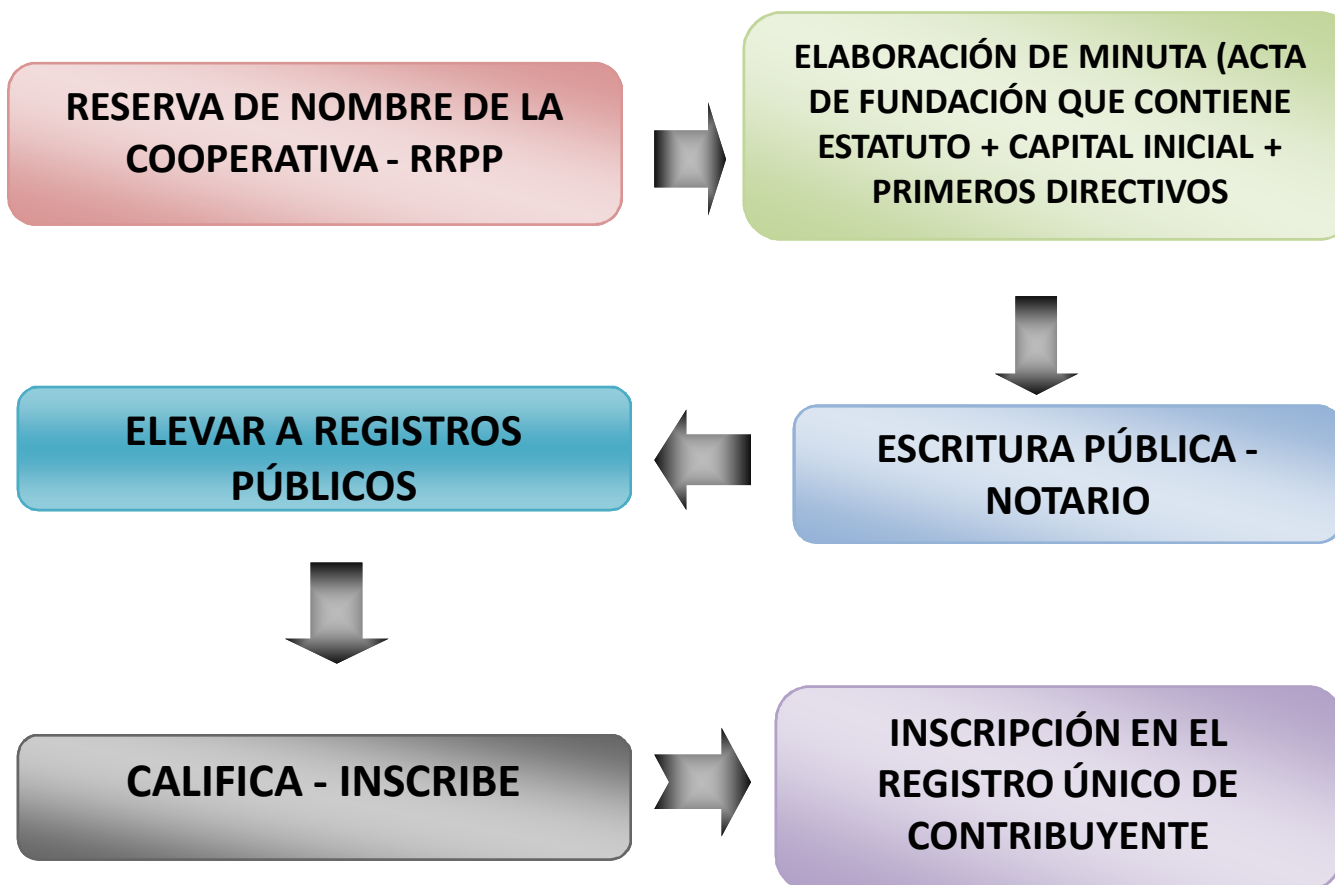 RESERVA DE NOMBRE DE LA
COOPERATIVA - RRPP
ELABORACIÓN DE MINUTA (ACTA
DE FUNDACIÓN QUE CONTIENE
ESTATUTO + CAPITAL INICIAL +
PRIMEROS DIRECTIVOS
ESCRITURA PÚBLICA -
NOTARIO
ELEVAR A REGISTROS
PÚBLICOS
CALIFICA - INSCRIBE
INSCRIPCIÓN EN EL
REGISTRO ÚNICO DE
CONTRIBUYENTE